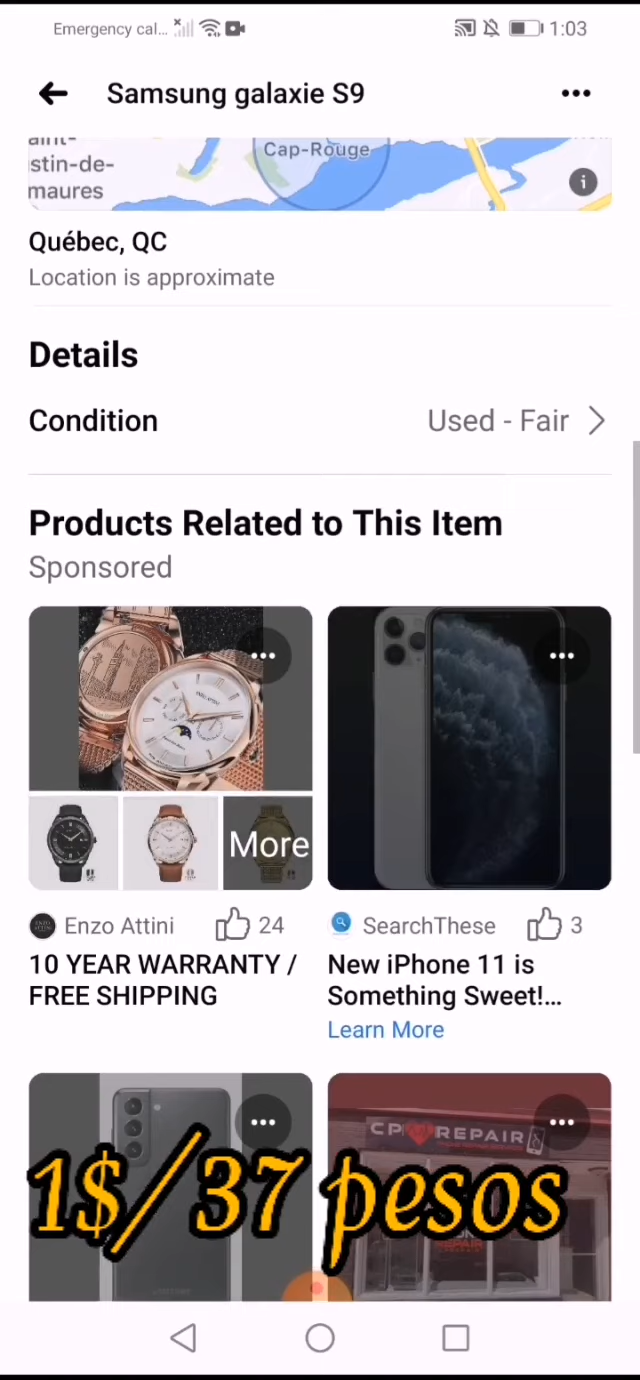 Emergency cal...
1:03
Samsung galaxie S9
stin-de-
maures
Cap-Rouge
Québec, QC
Location is approximate
Details
Condition
Used - Fair
Products Related to This Item
Sponsored
More
Enzo Attini
24
10 YEAR WARRANTY /
FREE SHIPPING
SearchThese
3
New iPhone 11 is
Something Sweet!...
Learn More
CP REPAIR
1$/37 pesos